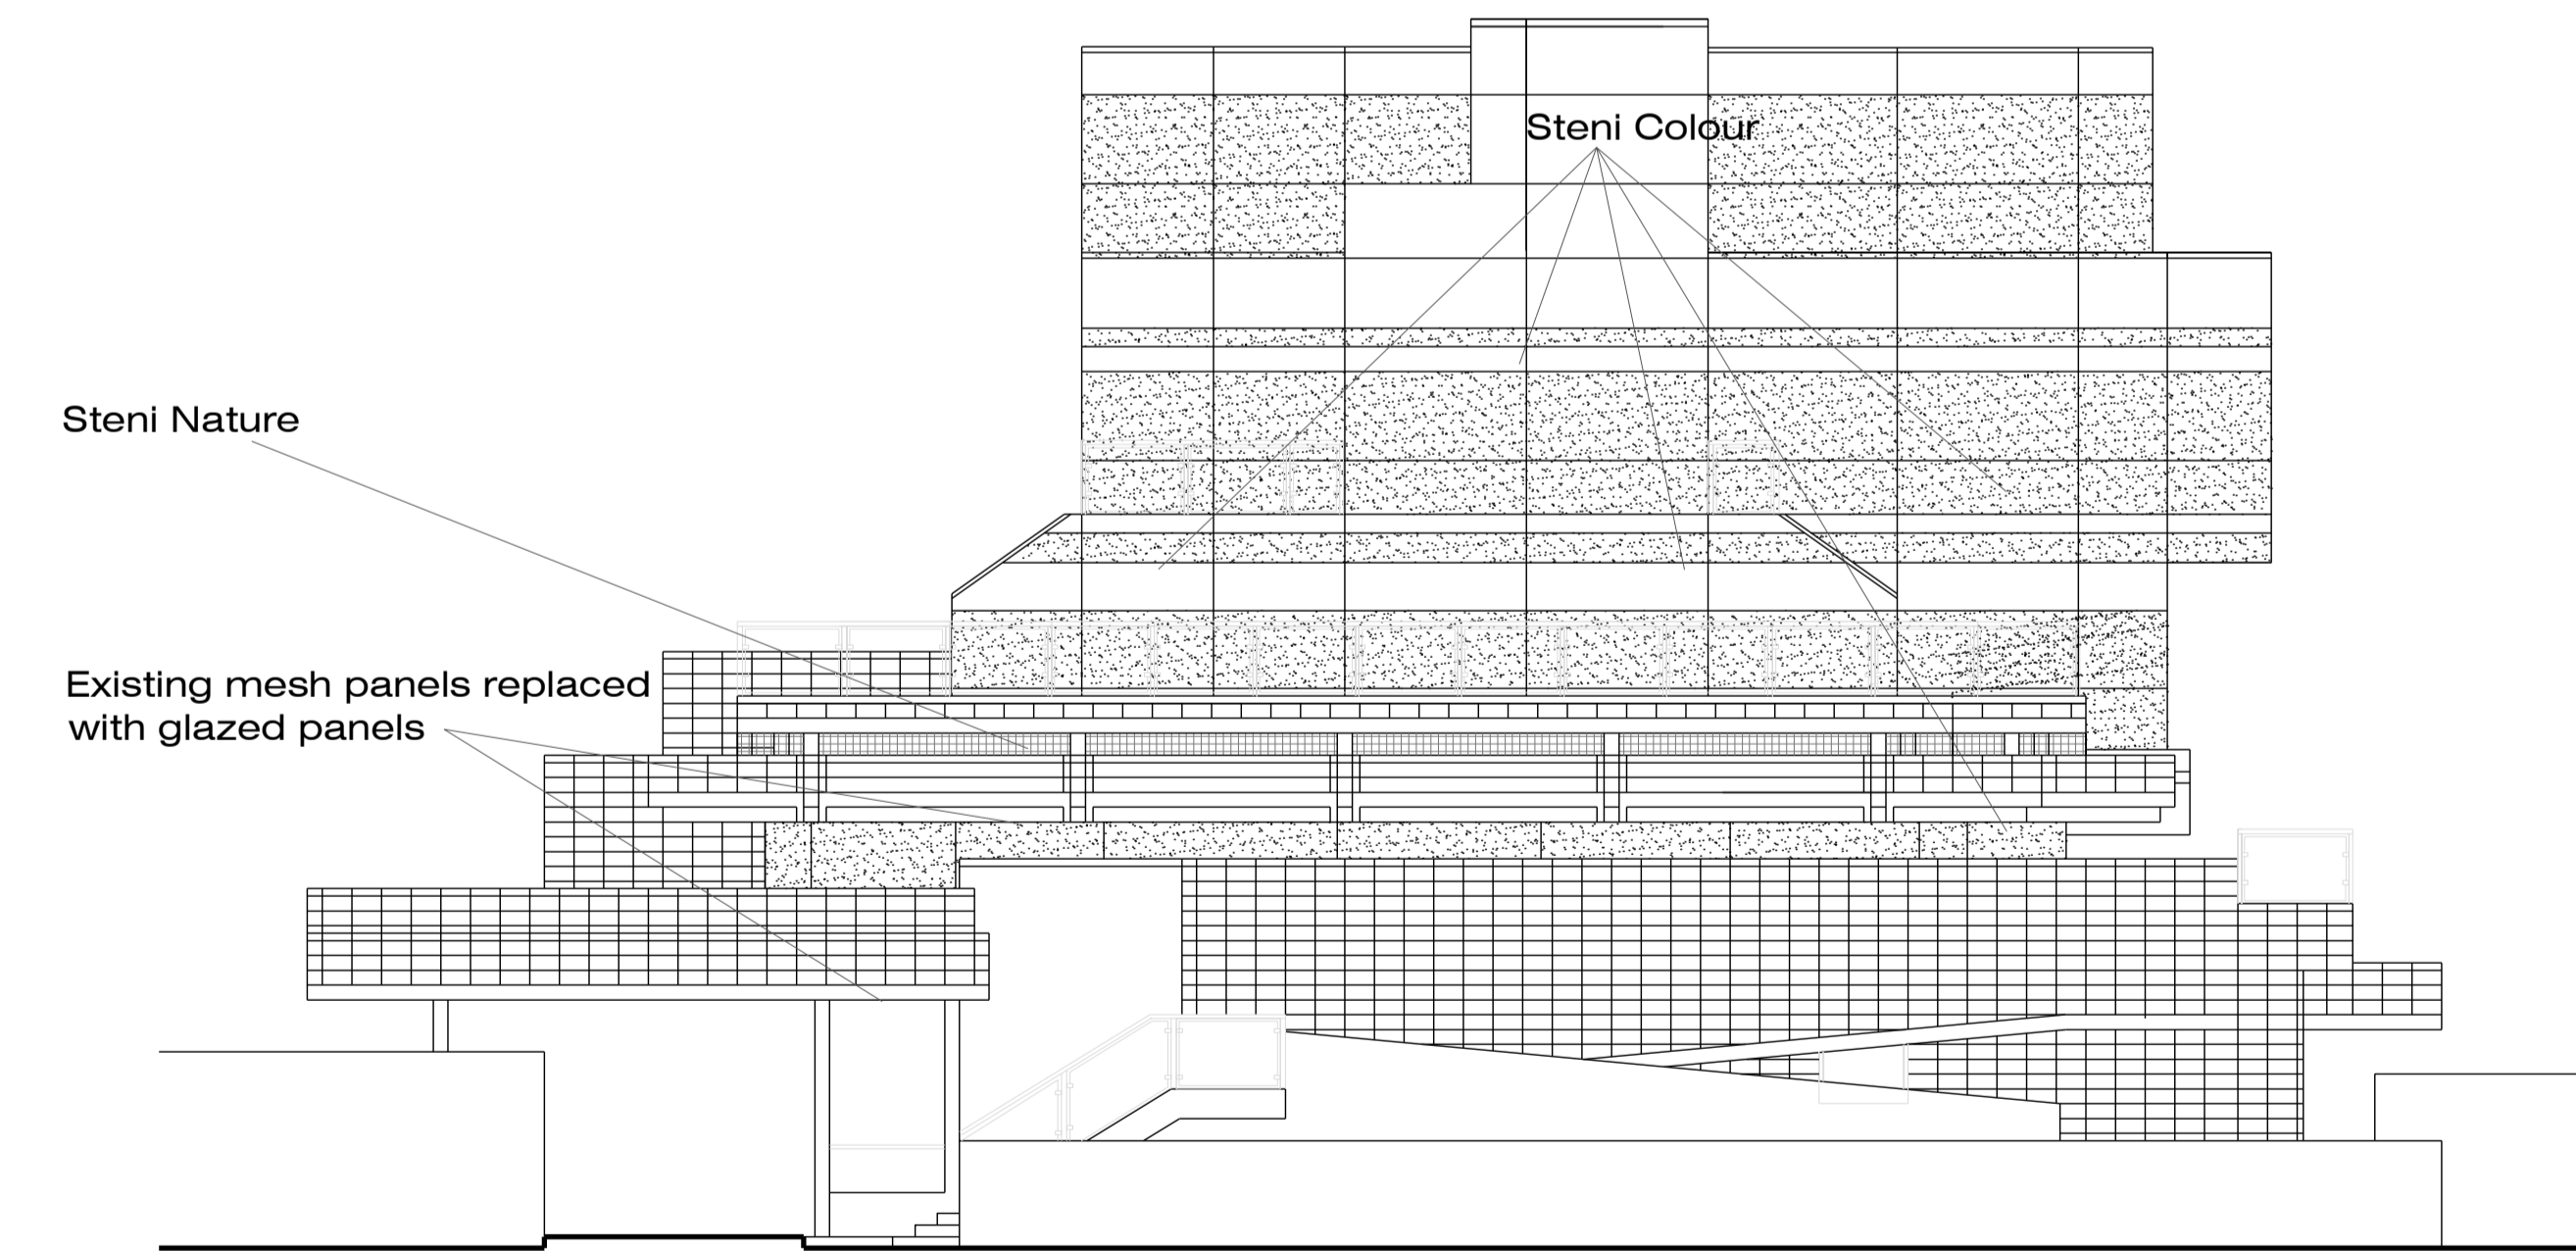 Steni Colour
Steni Nature
Existing mesh panels replaced
with glazed panels